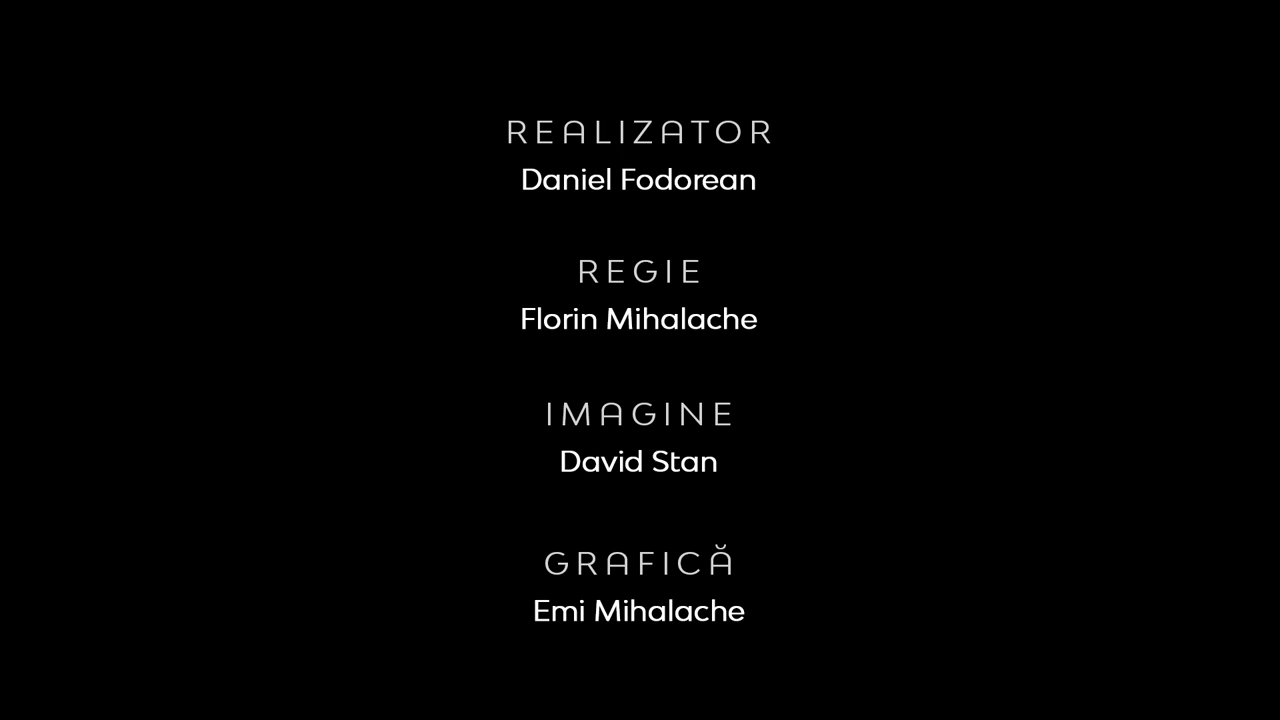 REALIZATOR
Daniel Fodorean
REGIE
Florin Mihalache
IMAGINE
David Stan
GRAFICĂ
Emi Mihalache